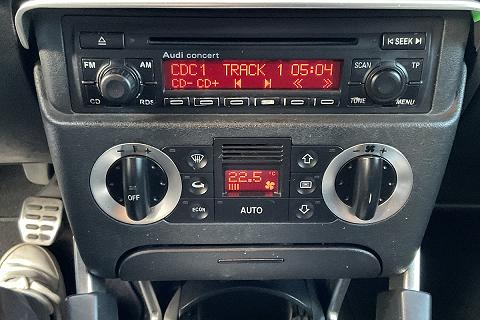 SEEK
Audi concert
FM AM
CD RDS
CDC1 TRACK 1 05:04
CD- CD+
SCAN TP
TUNE MENU
22.5 °C
OFF
ECON
AUTO